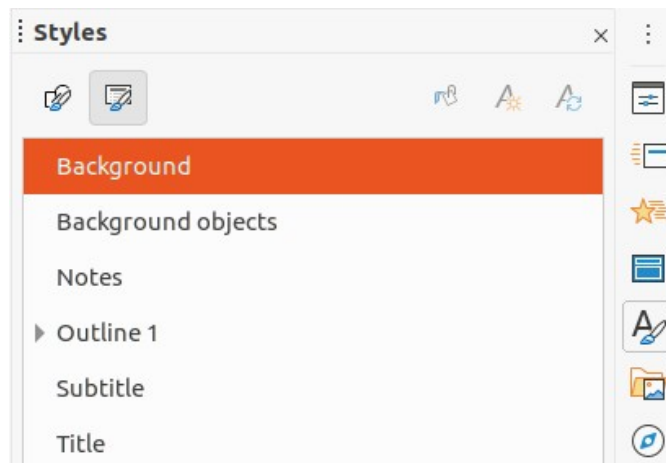 Styles
Background
Background objects
Notes
Outline 1
Subtitle
Title